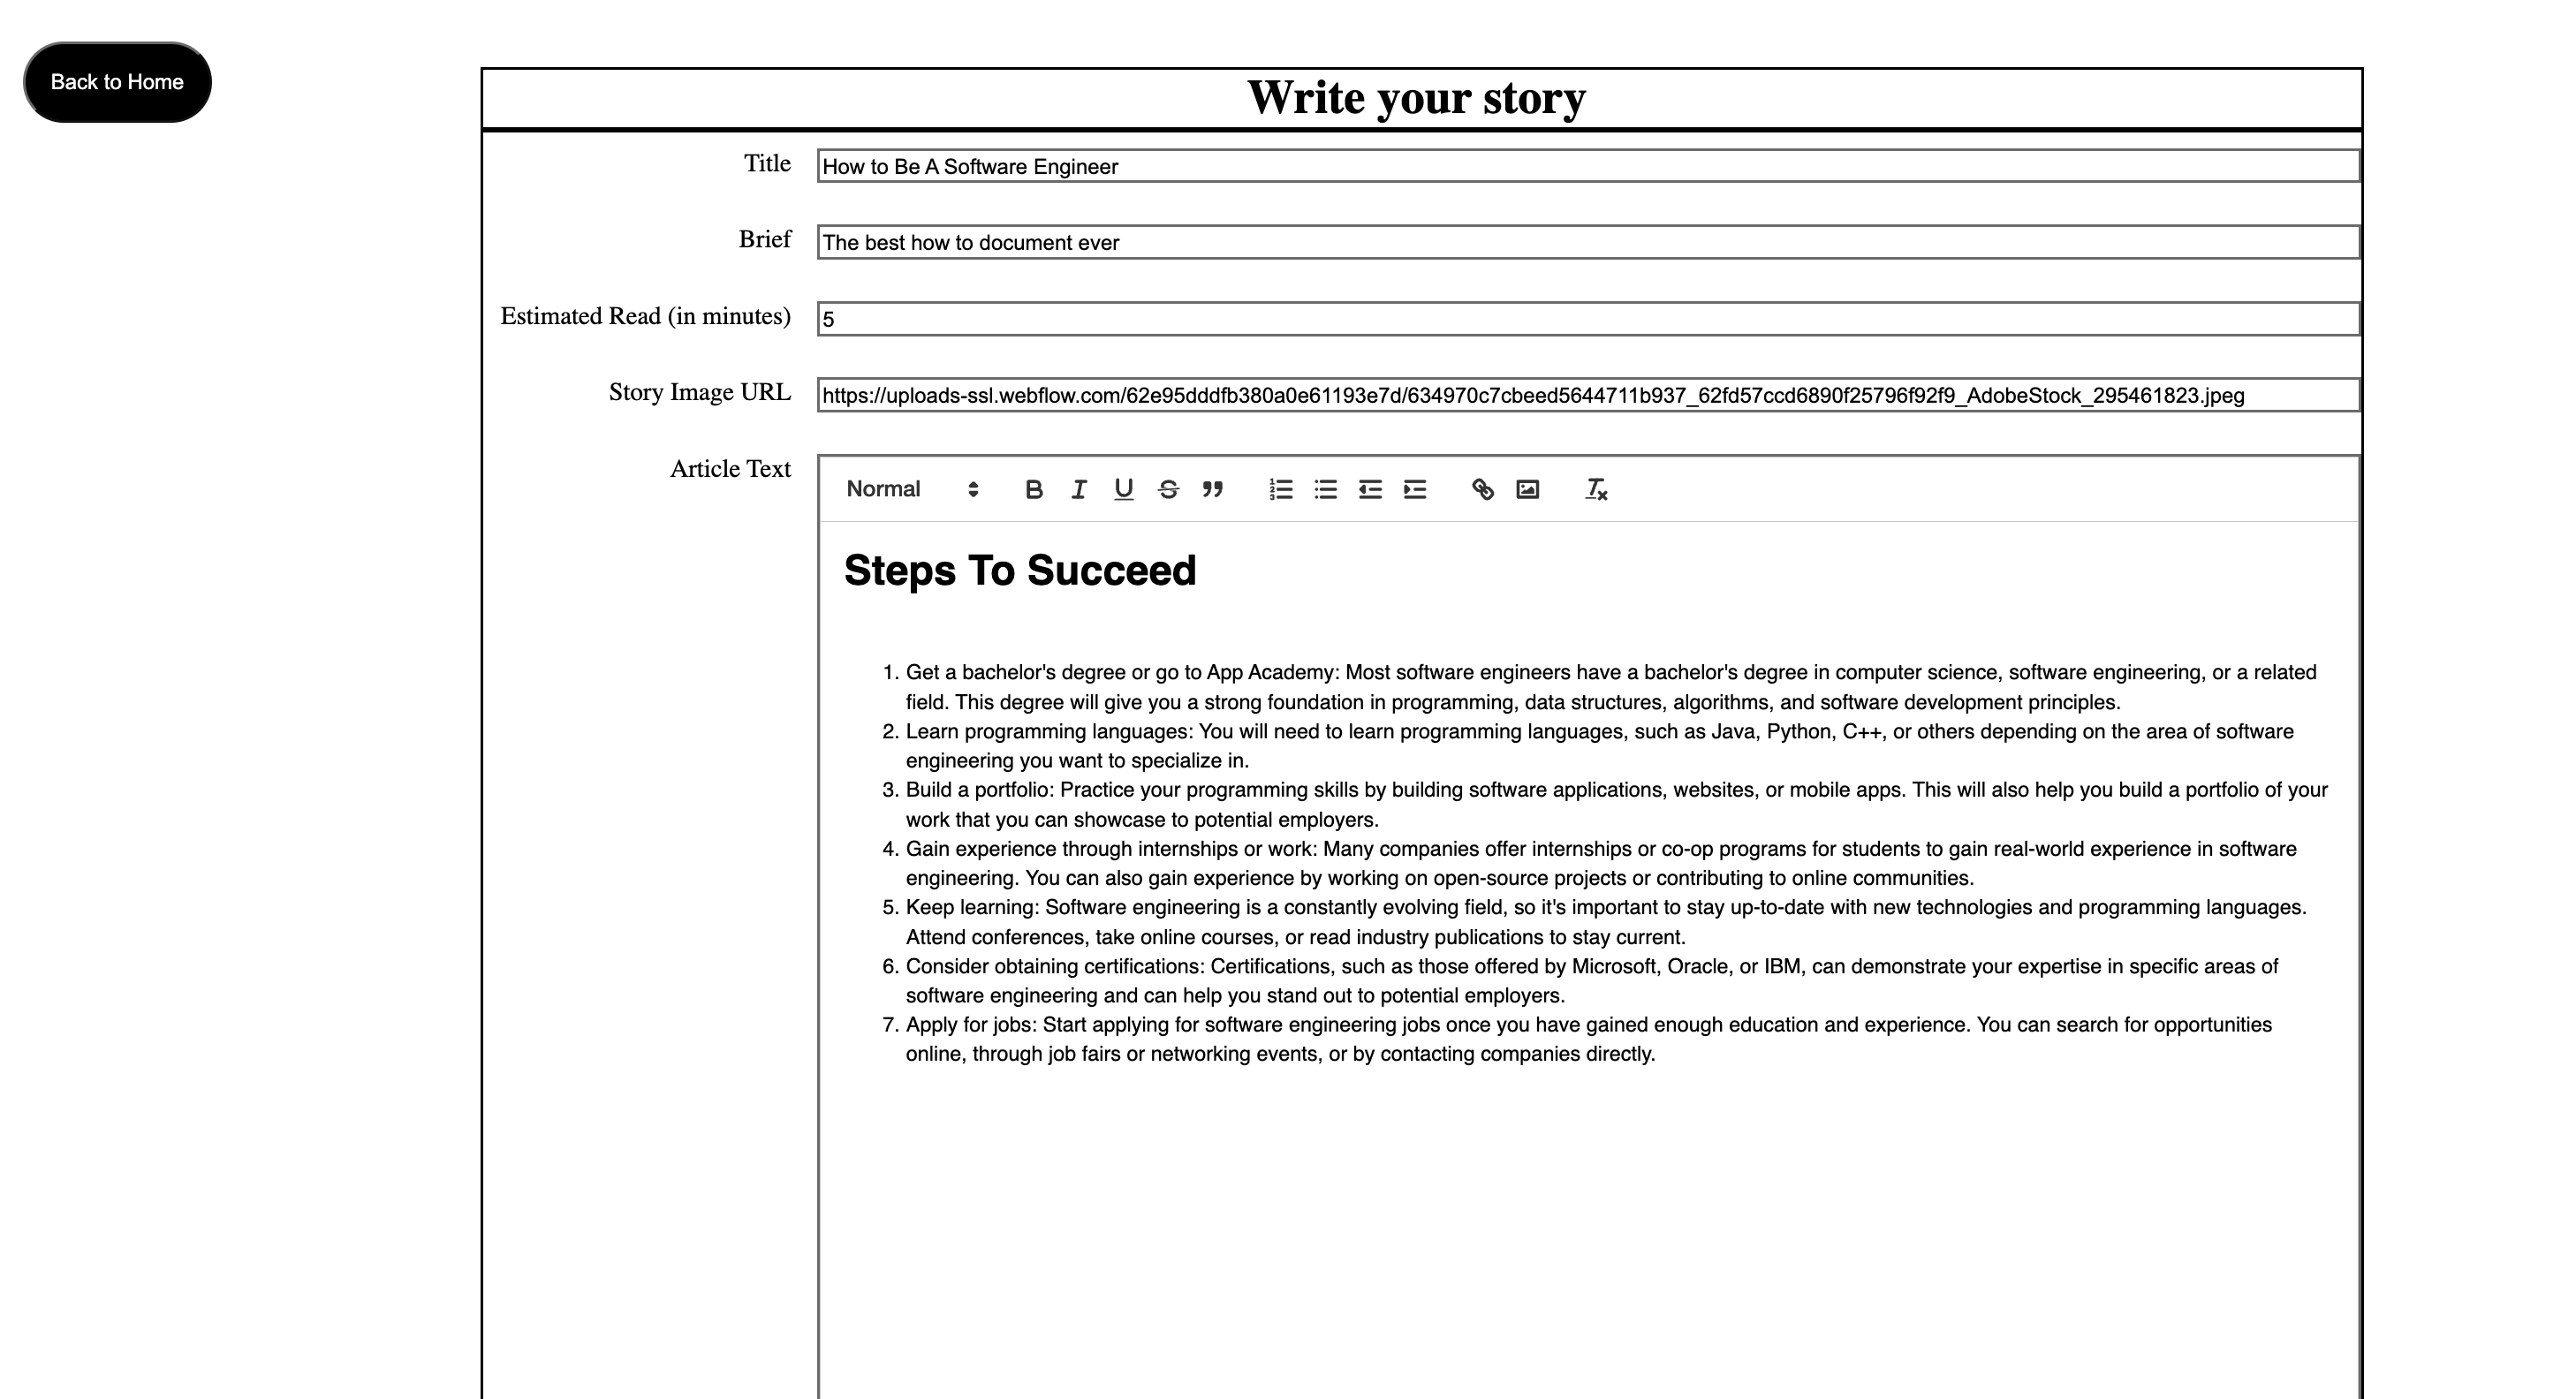 Back to Home
Write your story
Title
How to Be A Software Engineer
Brief
The best how to document ever
Estimated Read (in minutes)
5
Story Image URL
https://uploads-ssl.webflow.com/62e95dddfb380a0e61193e7d/634970c7cbeed5644711b937_62fd57ccd6890f25796f92f9_AdobeStock_295461823.jpeg
Article Text
Normal
Steps To Succeed
1. Get a bachelor's degree or go to App Academy: Most software engineers have a bachelor's degree in computer science, software engineering, or a related
field. This degree will give you a strong foundation in programming, data structures, algorithms, and software development principles.
2. Learn programming languages: You will need to learn programming languages, such as Java, Python, C++, or others depending on the area of software
engineering you want to specialize in.
3. Build a portfolio: Practice your programming skills by building software applications, websites, or mobile apps. This will also help you build a portfolio of your
work that you can showcase to potential employers.
4. Gain experience through internships or work: Many companies offer internships or co-op programs for students to gain real-world experience in software
engineering. You can also gain experience by working on open-source projects or contributing to online communities.
5. Keep learning: Software engineering is a constantly evolving field, so it's important to stay up-to-date with new technologies and programming languages.
Attend conferences, take online courses, or read industry publications to stay current.
6. Consider obtaining certifications: Certifications, such as those offered by Microsoft, Oracle, or IBM, can demonstrate your expertise in specific areas of
software engineering and can help you stand out to potential employers.
7. Apply for jobs: Start applying for software engineering jobs once you have gained enough education and experience. You can search for opportunities
online, through job fairs or networking events, or by contacting companies directly.